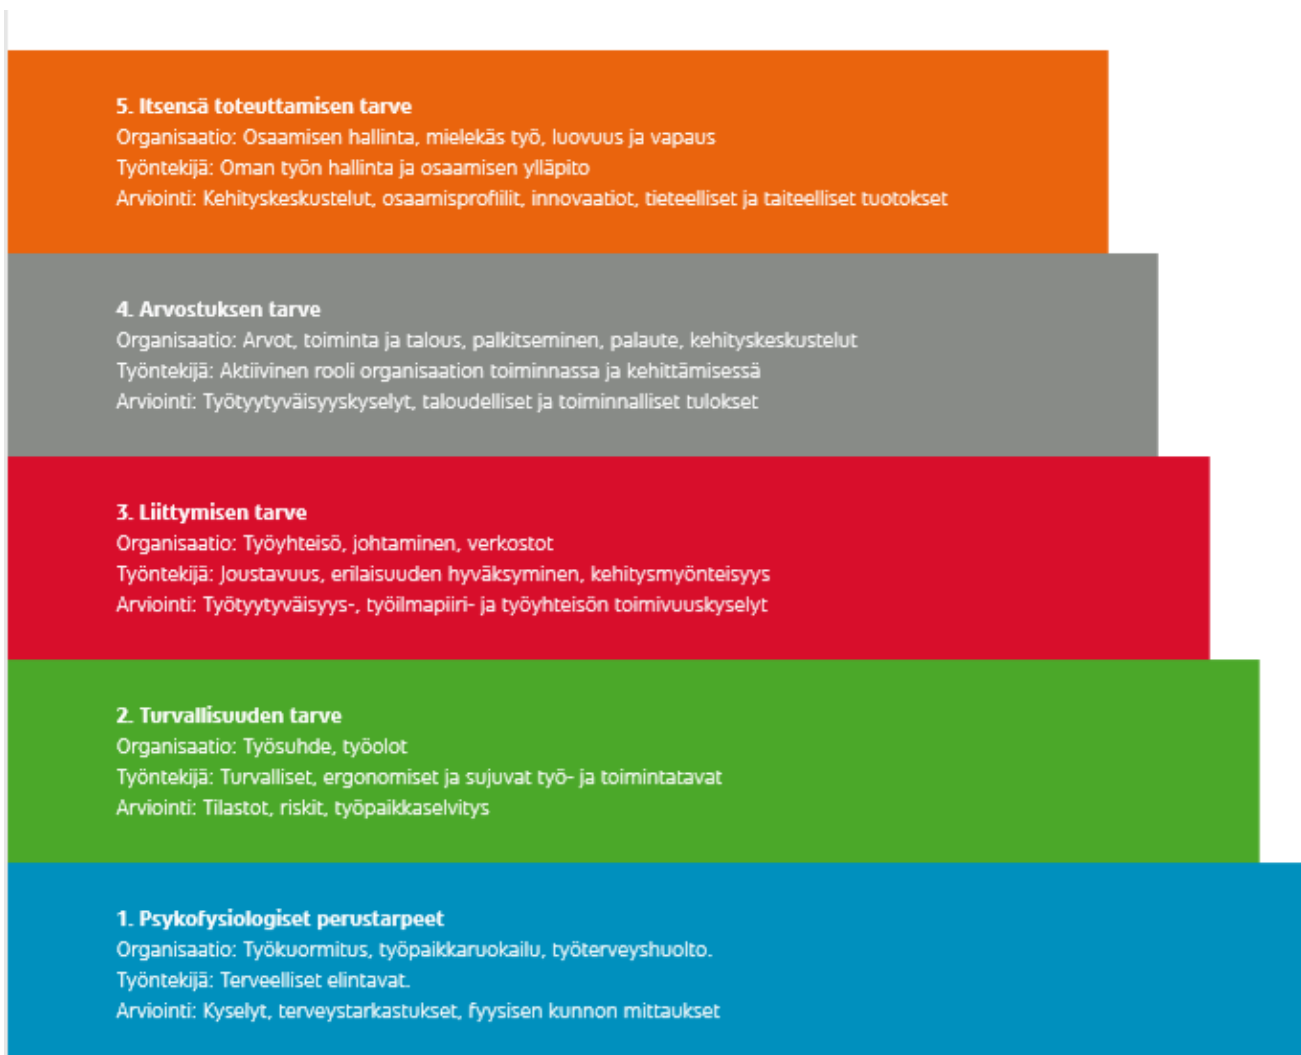 5. Itsensä toteuttamisen tarve
Organisaatio: Osaamisen hallinta, mielekäs työ, luovuus ja vapaus
Työntekijä: Oman työn hallinta ja osaamisen ylläpito
Arviointi: Kehityskeskustelut, osaamisprofiilit, innovaatiot, tieteelliset ja taiteelliset tuotokset
4. Arvostuksen tarve
Organisaatio: Arvot, toiminta ja talous, palkitseminen, palaute, kehityskeskustelut
Työntekijä: Aktiivinen rooli organisaation toiminnassa ja kehittämisessä
Arviointi: Työtyytyväisyyskyselyt, taloudelliset ja toiminnalliset tulokset
3. Liittymisen tarve
Organisaatio: Työyhteisö, johtaminen, verkostot
Työntekijä: Joustavuus, erilaisuuden hyväksyminen, kehitysmyönteisyys
Arviointi: Työtyytyväisyys-, työilmapiiri- ja työyhteisön toimivuuskyselyt
2. Turvallisuuden tarve
Organisaatio: Työsuhde, työolot
Työntekijä: Turvalliset, ergonomiset ja sujuvat työ- ja toimintatavat
Arviointi: Tilastot, riskit, työpaikkaselvitys
1. Psykofysiologiset perustarpeet
Organisaatio: Työkuormitus, työpaikkaruokailu, työterveyshuolto.
Työntekijä: Terveelliset elintavat.
Arviointi: Kyselyt, terveystarkastukset, fyysisen kunnon mittaukset